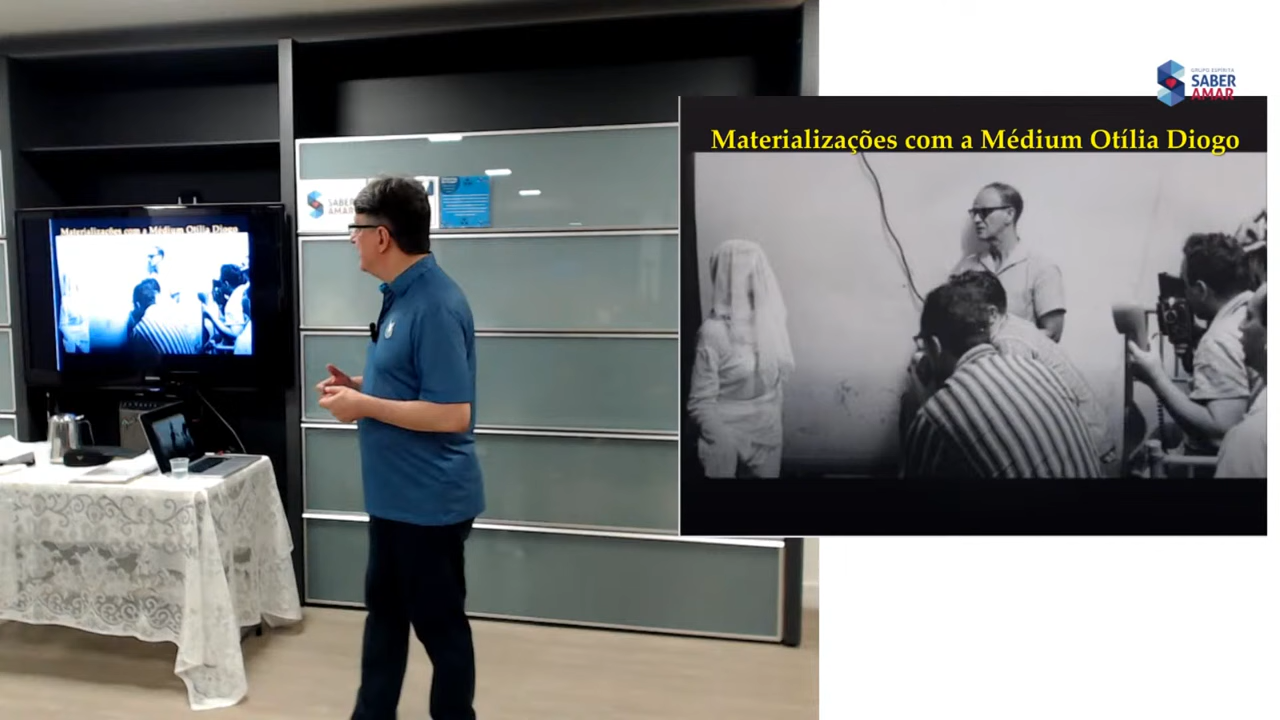 GRUPO ESPÍRITA
SABER
AMAR
Materializações com a Médium Otília Diogo
Materializações com a Médium Otília Diogo
SABER
AMAR